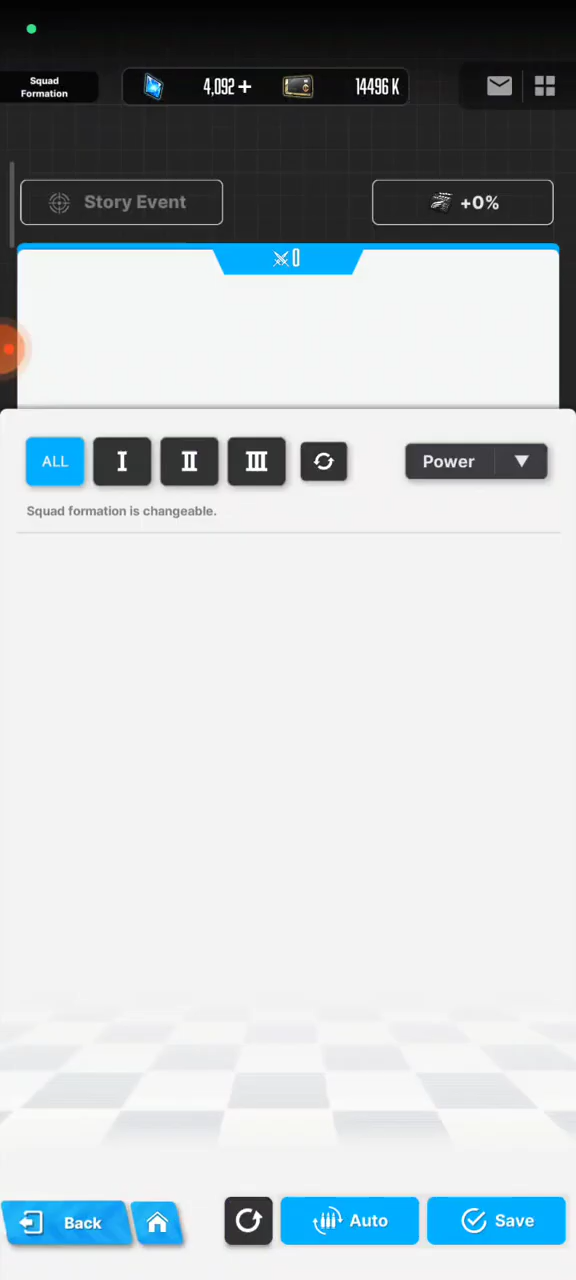 Squad
Formation
4,092 +
14496 K
Story Event
+0%
0
ALL
I
II
III
Power
Squad formation is changeable.
Back
Auto
Save